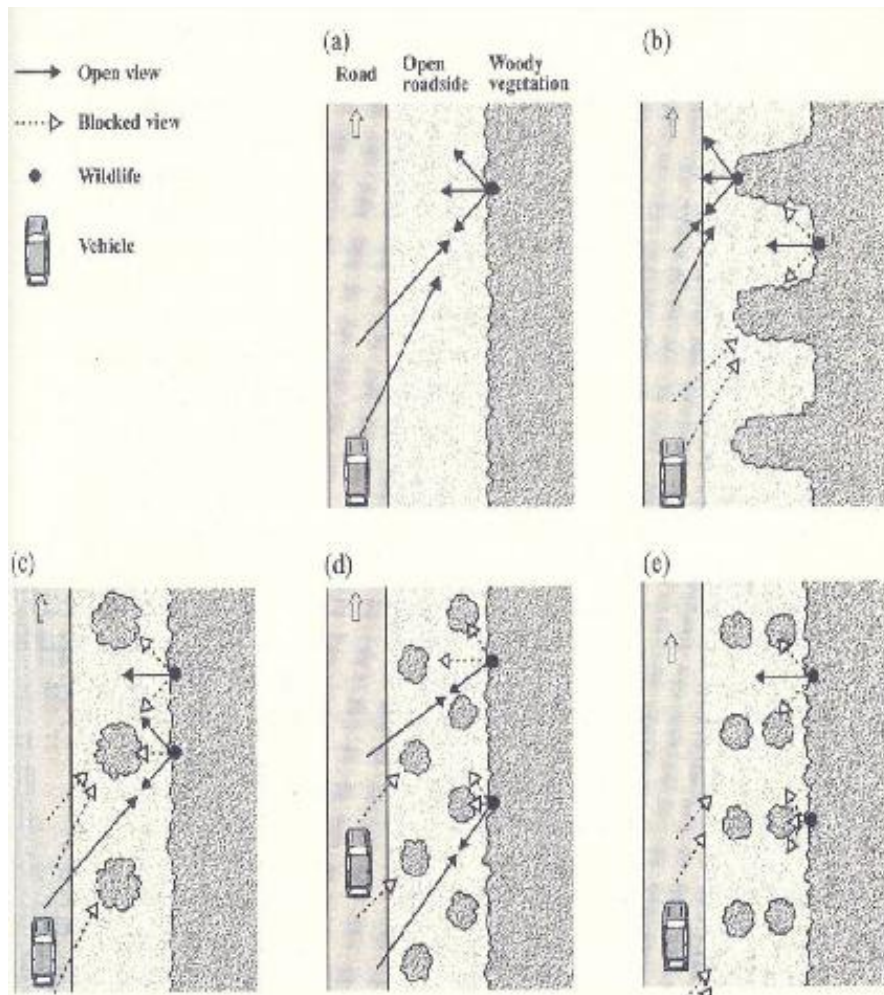 (a)
(b)
Road
Open roadside
Woody vegetation
Open view
Blocked view
Wildlife
Vehicle
(c)
(d)
(e)